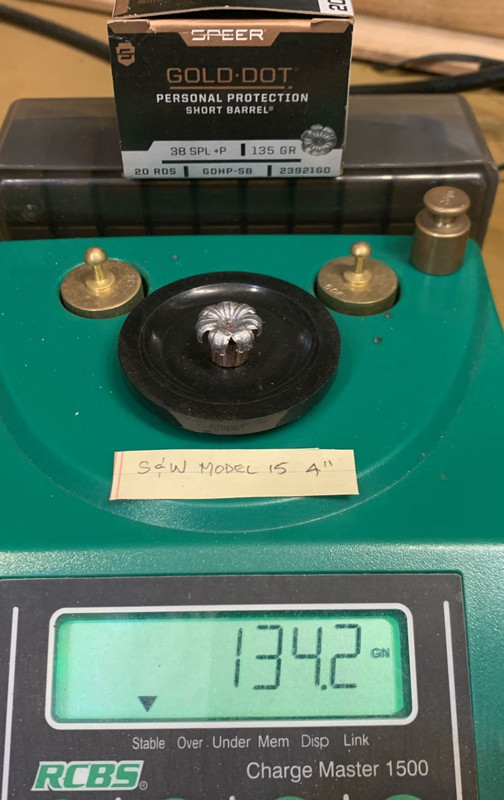 20
SPEER
GOLD·DOT®
PERSONAL PROTECTION
SHORT BARREL®
38 SPL +P | 135 GR
20 RDS | GDHP-SB | 23921GD
S&W MODEL 15 4"
134.2 GN
Stable Over Under Mem Disp Link
RCBS® Charge Master 1500